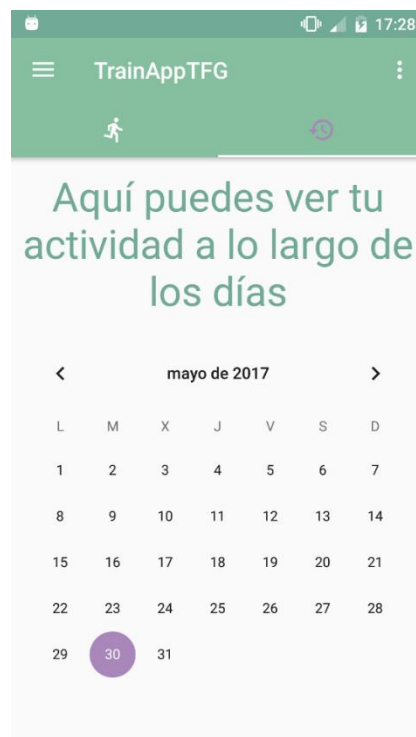 17:28
TrainAppTFG
Aquí puedes ver tu
actividad a lo largo de
los días
mayo de 2017
L M X J V S D
1 2 3 4 5 6 7
8 9 10 11 12 13 14
15 16 17 18 19 20 21
22 23 24 25 26 27 28
29 30 31